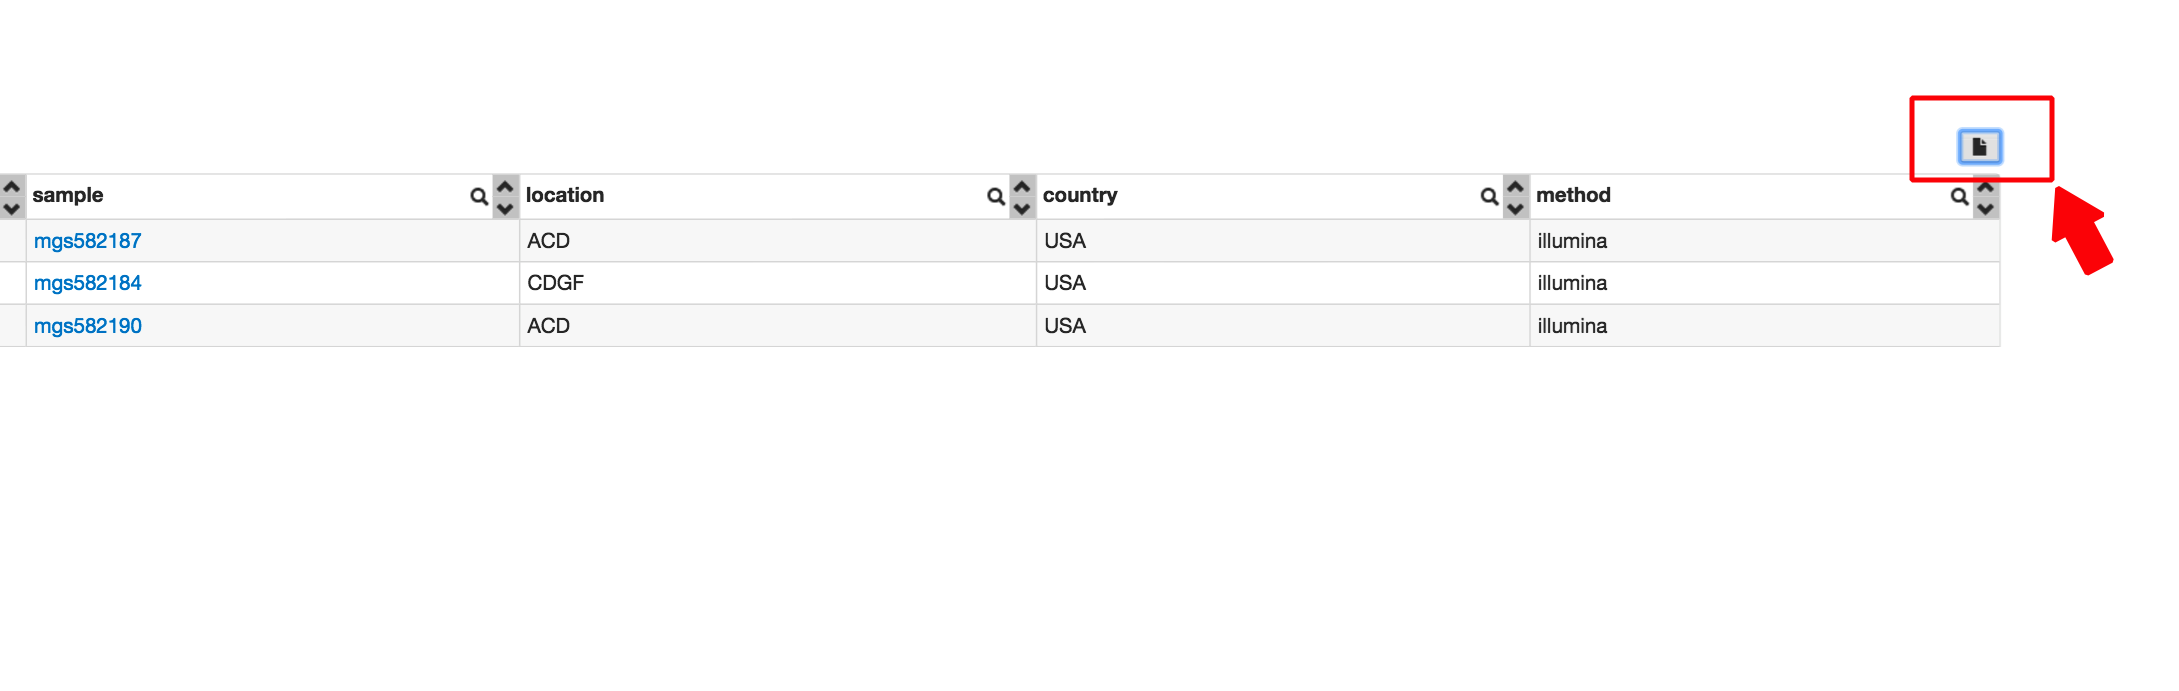 sample location country method
mgs582187 ACD USA illumina
mgs582184 CDGF USA illumina
mgs582190 ACD USA illumina